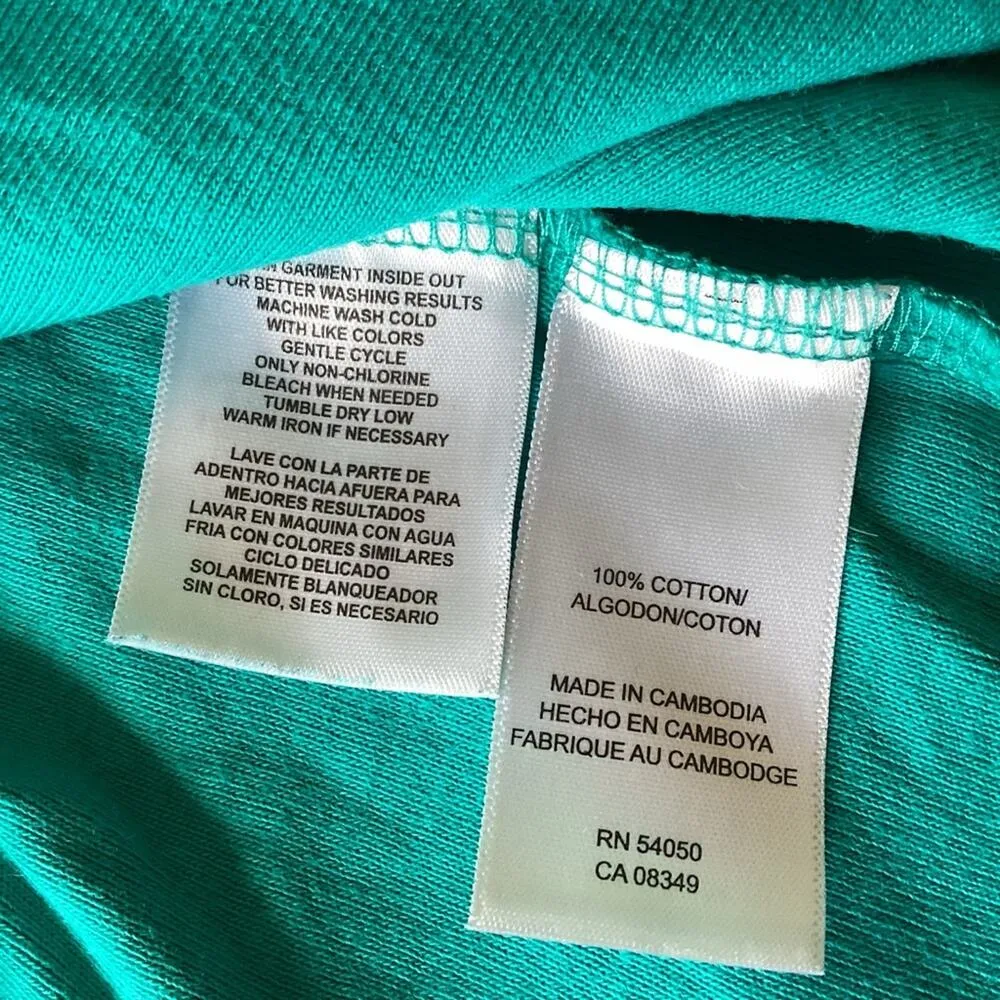 GARMENT INSIDE OUT
FOR BETTER WASHING RESULTS
MACHINE WASH COLD
WITH LIKE COLORS
GENTLE CYCLE
ONLY NON-CHLORINE
BLEACH WHEN NEEDED
TUMBLE DRY LOW
WARM IRON IF NECESSARY
LAVE CON LA PARTE DE
ADENTRO HACIA AFUERA PARA
MEJORES RESULTADOS
LAVAR EN MAQUINA CON AGUA
FRIA CON COLORES SIMILARES
CICLO DELICADO
SOLAMENTE BLANQUEADOR
SIN CLORO, SI ES NECESARIO
100% COTTON/
ALGODON/COTON
MADE IN CAMBODIA
HECHO EN CAMBOYA
FABRIQUE AU CAMBODGE
RN 54050
CA 08349